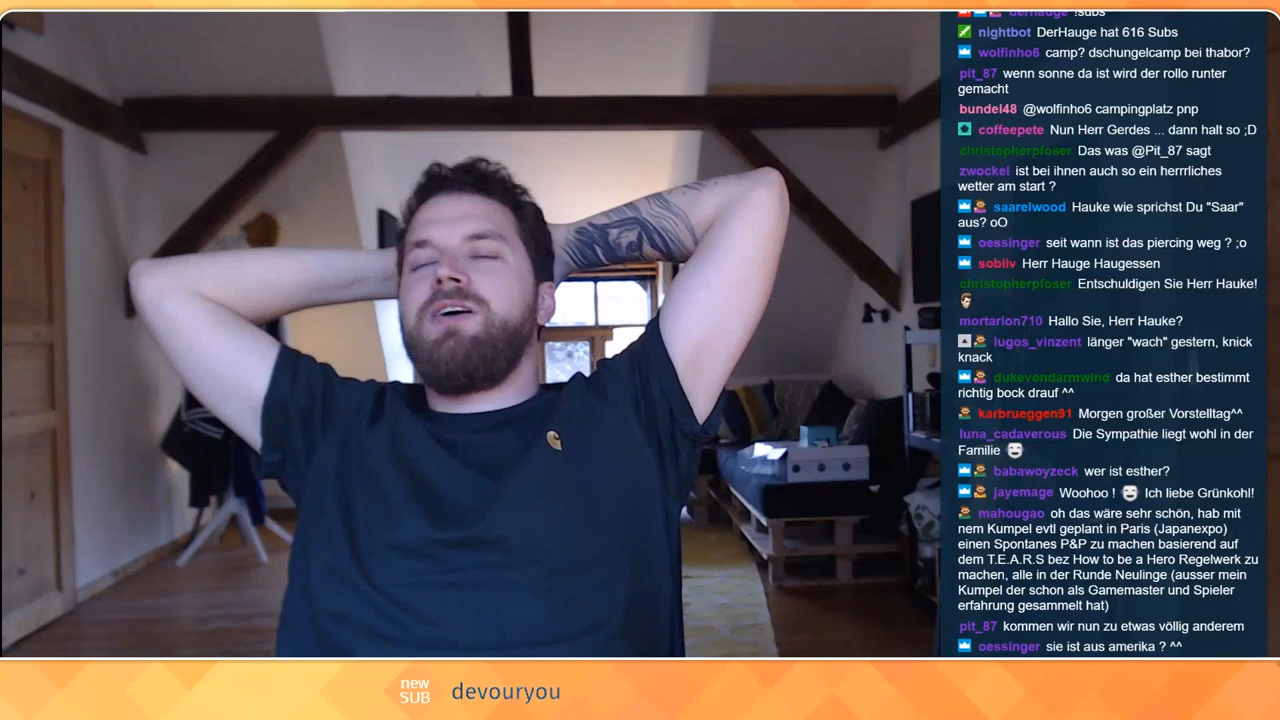 derhauge !subs
nightbot DerHauge hat 616 Subs
wolfinho6 camp? dschungelcamp bei thabor?
pit_87 wenn sonne da ist wird der rollo runter
gemacht
bundel48 @wolfinho6 campingplatz pnp
coffeepete Nun Herr Gerdes ... dann halt so ;D
christopherpfoser Das was @Pit_87 sagt
zwockel ist bei ihnen auch so ein herrrliches
wetter am start ?
saarelwood Hauke wie sprichst Du "Saar"
aus? oO
oessinger seit wann ist das piercing weg ? ;o
sobliv Herr Hauge Haugessen
christopherpfoser Entschuldigen Sie Herr Hauke!
mortarion710 Hallo Sie, Herr Hauke?
lugos_vinzent länger "wach" gestern, knick
knack
dukevondarmwind da hat esther bestimmt
richtig bock drauf ^^
karbrueggen91 Morgen großer Vorstelltag^^
luna_cadaverous Die Sympathie liegt wohl in der
Familie
babawoyzeck wer ist esther?
jayemage Woohoo ! Ich liebe Grünkohl!
mahougao oh das wäre sehr schön, hab mit
nem Kumpel evtl geplant in Paris (Japanexpo)
einen Spontanes P&P zu machen basierend auf
dem T.E.A.R.S bez How to be a Hero Regelwerk zu
machen, alle in der Runde Neulinge (ausser mein
Kumpel der schon als Gamemaster und Spieler
erfahrung gesammelt hat)
pit_87 kommen wir nun zu etwas völlig anderem
oessinger sie ist aus amerika ? ^^
new
SUB
devouryou